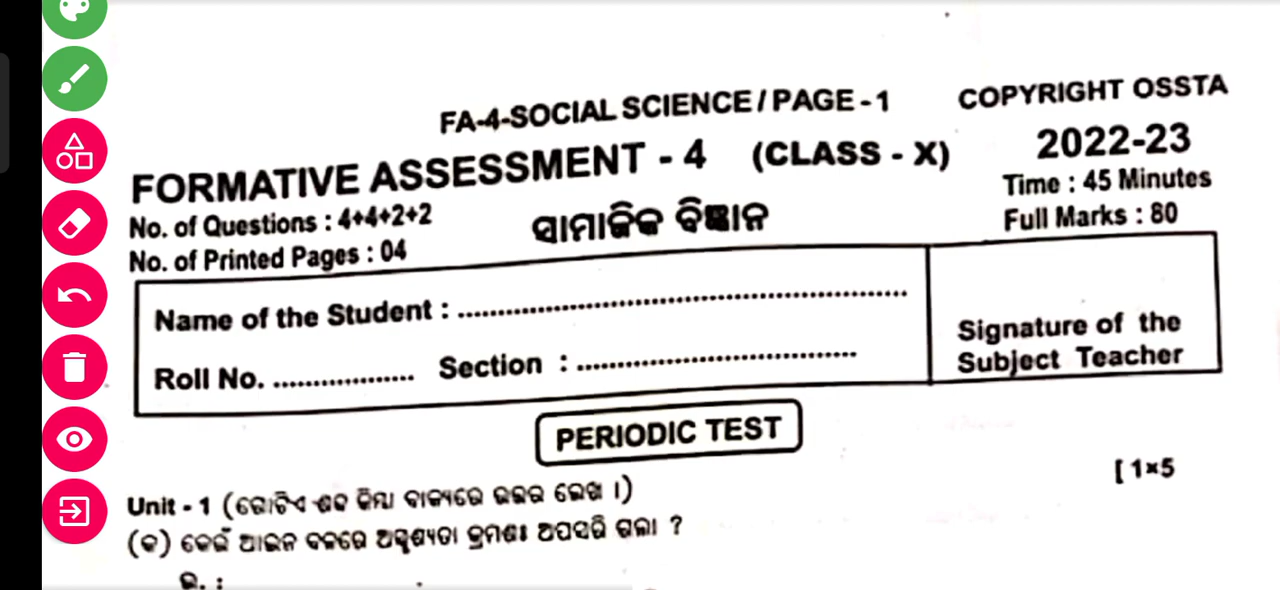 FA-4-SOCIAL SCIENCE / PAGE - 1 COPYRIGHT OSSTA
FORMATIVE ASSESSMENT - 4 (CLASS - X) 2022-23
No. of Questions : 4+4+2+2 ସାମାଜିକ ବିଜ୍ଞାନ Time : 45 Minutes
No. of Printed Pages : 04 Full Marks : 80
Name of the Student : ..........................................................
Roll No. .................. Section : ...................................
Signature of the
Subject Teacher
PERIODIC TEST
[ 1×5
Unit - 1 (ଗୋଟିଏ ଶବ୍ଦ କିମ୍ବା ବାକ୍ୟରେ ଉତ୍ତର ଲେଖ ।)
(କ) କେଉଁ ଆଇନ ବଳରେ ଅସ୍ପୃଶ୍ୟତା କ୍ରମଶଃ ଅପସରି ଗଲା ?
ଉ. :